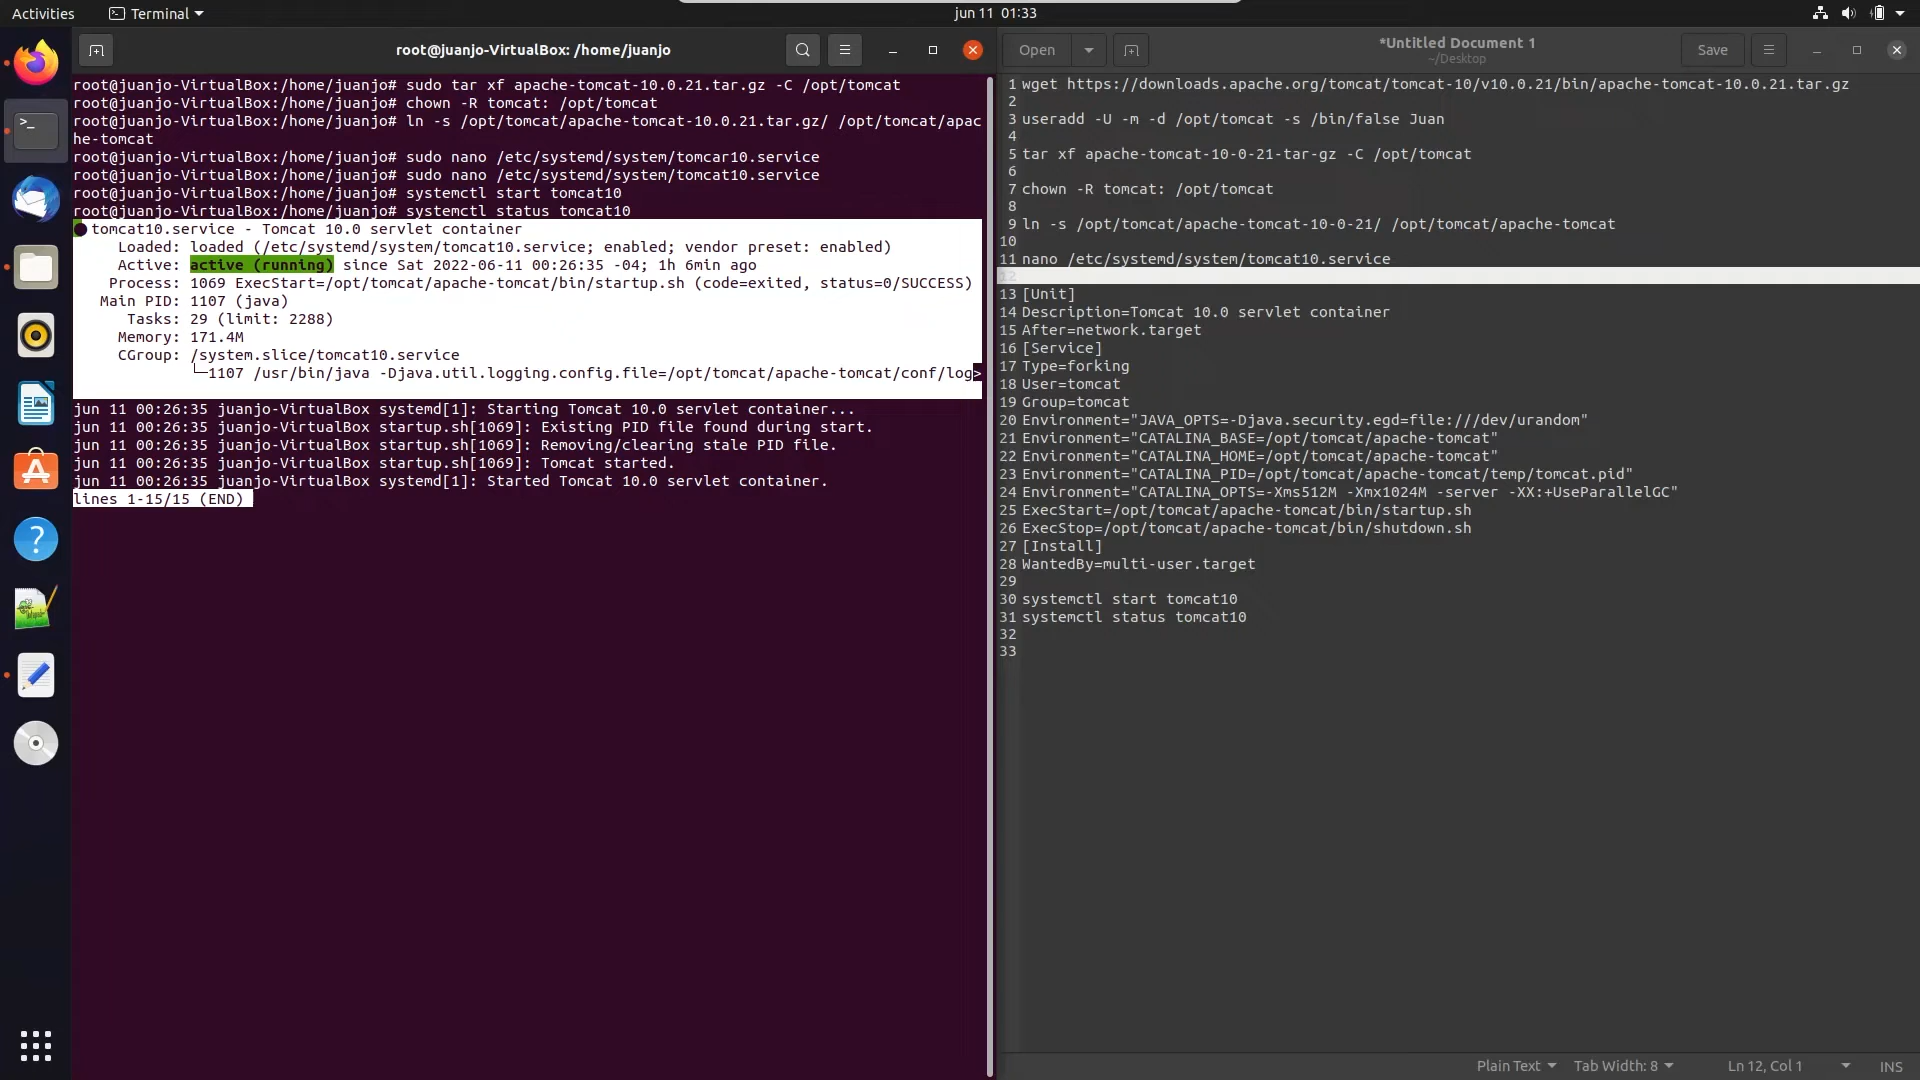 Activities
Terminal
jun 11 01:33
root@juanjo-VirtualBox: /home/juanjo
root@juanjo-VirtualBox:/home/juanjo# sudo tar xf apache-tomcat-10.0.21.tar.gz -C /opt/tomcat
root@juanjo-VirtualBox:/home/juanjo# chown -R tomcat: /opt/tomcat
root@juanjo-VirtualBox:/home/juanjo# ln -s /opt/tomcat/apache-tomcat-10.0.21.tar.gz/ /opt/tomcat/apac
he-tomcat
root@juanjo-VirtualBox:/home/juanjo# sudo nano /etc/systemd/system/tomcar10.service
root@juanjo-VirtualBox:/home/juanjo# sudo nano /etc/systemd/system/tomcat10.service
root@juanjo-VirtualBox:/home/juanjo# systemctl start tomcat10
root@juanjo-VirtualBox:/home/juanjo# systemctl status tomcat10
● tomcat10.service - Tomcat 10.0 servlet container
Loaded: loaded (/etc/systemd/system/tomcat10.service; enabled; vendor preset: enabled)
Active: active (running) since Sat 2022-06-11 00:26:35 -04; 1h 6min ago
Process: 1069 ExecStart=/opt/tomcat/apache-tomcat/bin/startup.sh (code=exited, status=0/SUCCESS)
Main PID: 1107 (java)
Tasks: 29 (limit: 2288)
Memory: 171.4M
CGroup: /system.slice/tomcat10.service
└─1107 /usr/bin/java -Djava.util.logging.config.file=/opt/tomcat/apache-tomcat/conf/log>
jun 11 00:26:35 juanjo-VirtualBox systemd[1]: Starting Tomcat 10.0 servlet container...
jun 11 00:26:35 juanjo-VirtualBox startup.sh[1069]: Existing PID file found during start.
jun 11 00:26:35 juanjo-VirtualBox startup.sh[1069]: Removing/clearing stale PID file.
jun 11 00:26:35 juanjo-VirtualBox startup.sh[1069]: Tomcat started.
jun 11 00:26:35 juanjo-VirtualBox systemd[1]: Started Tomcat 10.0 servlet container.
lines 1-15/15 (END)
Open
*Untitled Document 1
~/Desktop
Save
1 wget https://downloads.apache.org/tomcat/tomcat-10/v10.0.21/bin/apache-tomcat-10.0.21.tar.gz
2
3 useradd -U -m -d /opt/tomcat -s /bin/false Juan
4
5 tar xf apache-tomcat-10-0-21-tar-gz -C /opt/tomcat
6
7 chown -R tomcat: /opt/tomcat
8
9 ln -s /opt/tomcat/apache-tomcat-10-0-21/ /opt/tomcat/apache-tomcat
10
11 nano /etc/systemd/system/tomcat10.service
12
13 [Unit]
14 Description=Tomcat 10.0 servlet container
15 After=network.target
16 [Service]
17 Type=forking
18 User=tomcat
19 Group=tomcat
20 Environment="JAVA_OPTS=-Djava.security.egd=file:///dev/urandom"
21 Environment="CATALINA_BASE=/opt/tomcat/apache-tomcat"
22 Environment="CATALINA_HOME=/opt/tomcat/apache-tomcat"
23 Environment="CATALINA_PID=/opt/tomcat/apache-tomcat/temp/tomcat.pid"
24 Environment="CATALINA_OPTS=-Xms512M -Xmx1024M -server -XX:+UseParallelGC"
25 ExecStart=/opt/tomcat/apache-tomcat/bin/startup.sh
26 ExecStop=/opt/tomcat/apache-tomcat/bin/shutdown.sh
27 [Install]
28 WantedBy=multi-user.target
29
30 systemctl start tomcat10
31 systemctl status tomcat10
32
33
Plain Text
Tab Width: 8
Ln 12, Col 1
INS